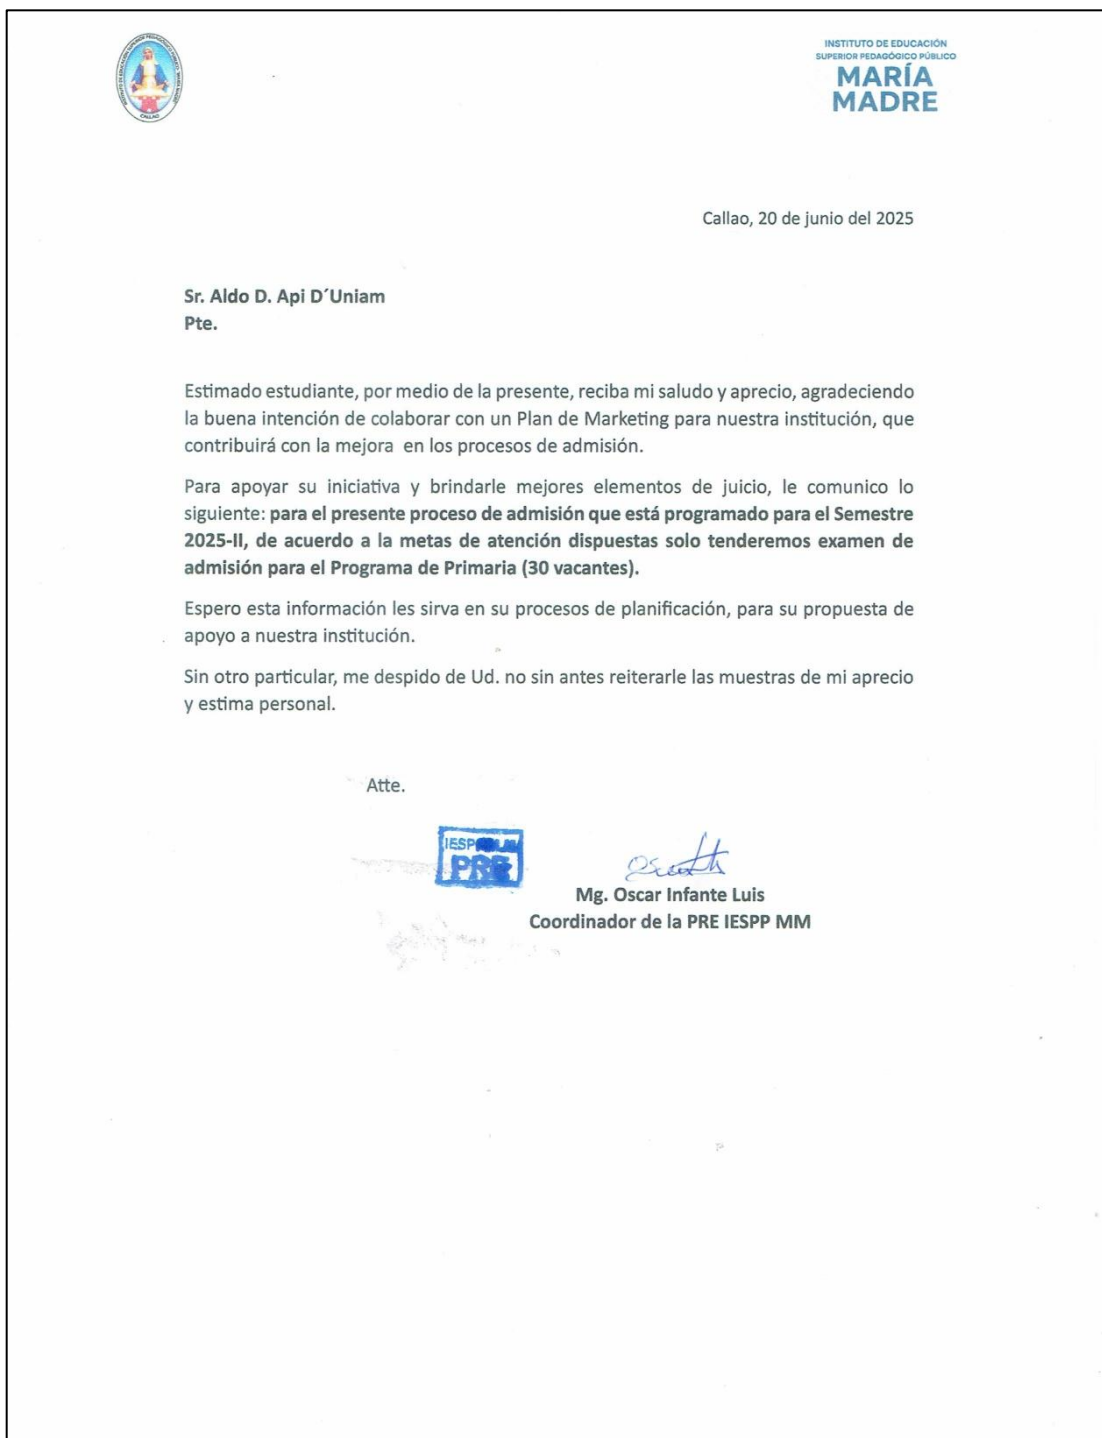 INSTITUTO DE EDUCACIÓN
SUPERIOR PEDAGÓGICO PÚBLICO
MARÍA
MADRE
CALLAO
Callao, 20 de junio del 2025
Sr. Aldo D. Api D´Uniam
Pte.
Estimado estudiante, por medio de la presente, reciba mi saludo y aprecio, agradeciendo
la buena intención de colaborar con un Plan de Marketing para nuestra institución, que
contribuirá con la mejora en los procesos de admisión.
Para apoyar su iniciativa y brindarle mejores elementos de juicio, le comunico lo
siguiente: para el presente proceso de admisión que está programado para el Semestre
2025-II, de acuerdo a la metas de atención dispuestas solo tenderemos examen de
admisión para el Programa de Primaria (30 vacantes).
Espero esta información les sirva en su procesos de planificación, para su propuesta de
apoyo a nuestra institución.
Sin otro particular, me despido de Ud. no sin antes reiterarle las muestras de mi aprecio
y estima personal.
Atte.
PRE
Mg. Oscar Infante Luis
Coordinador de la PRE IESPP MM